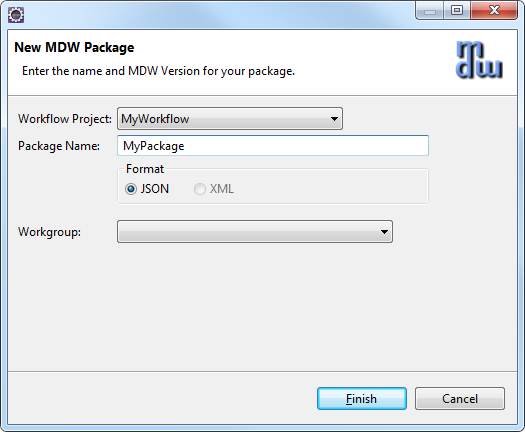 New MDW Package
Enter the name and MDW Version for your package.
mdw
Workflow Project: MyWorkflow
Package Name: MyPackage
Format
JSON XML
Workgroup:
Finish Cancel